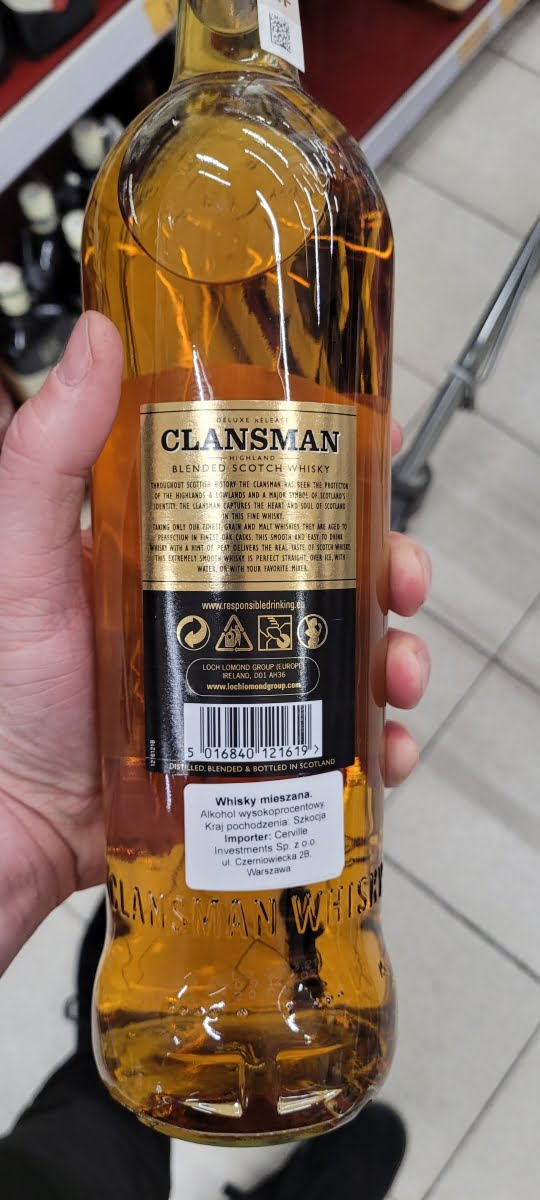 DELUXE RELEASE
CLANSMAN
HIGHLAND
BLENDED SCOTCH WHISKY
THROUGHOUT SCOTTISH HISTORY THE CLANSMAN HAS BEEN THE PROTECTOR
OF THE HIGHLANDS & LOWLANDS AND A MAJOR SYMBOL OF SCOTLAND'S
IDENTITY. THE CLANSMAN CAPTURES THE HEART AND SOUL OF SCOTLAND
IN THIS FINE WHISKY.
TAKING ONLY OUR FINEST GRAIN AND MALT WHISKIES THEY ARE AGED TO
PERFECTION IN FINEST OAK CASKS. THIS SMOOTH AND EASY TO DRINK
WHISKY WITH A HINT OF PEAT DELIVERS THE REAL TASTE OF SCOTCH WHISKY.
THIS EXTREMELY SMOOTH WHISKY IS PERFECT STRAIGHT, OVER ICE, WITH
WATER, OR WITH YOUR FAVORITE MIXER.
www.responsibledrinking.eu
LOCH LOMOND GROUP (EUROPE)
IRELAND, D01 AH36
www.lochlomondgroup.com
5 016840 121619 >
DISTILLED, BLENDED & BOTTLED IN SCOTLAND
Whisky mieszana.
Alkohol wysokoprocentowy.
Kraj pochodzenia: Szkocja
Importer: Cerville
Investments Sp. z o.o.
ul. Czerniowiecka 2B.
Warszawa
CLANSMAN WHISKY